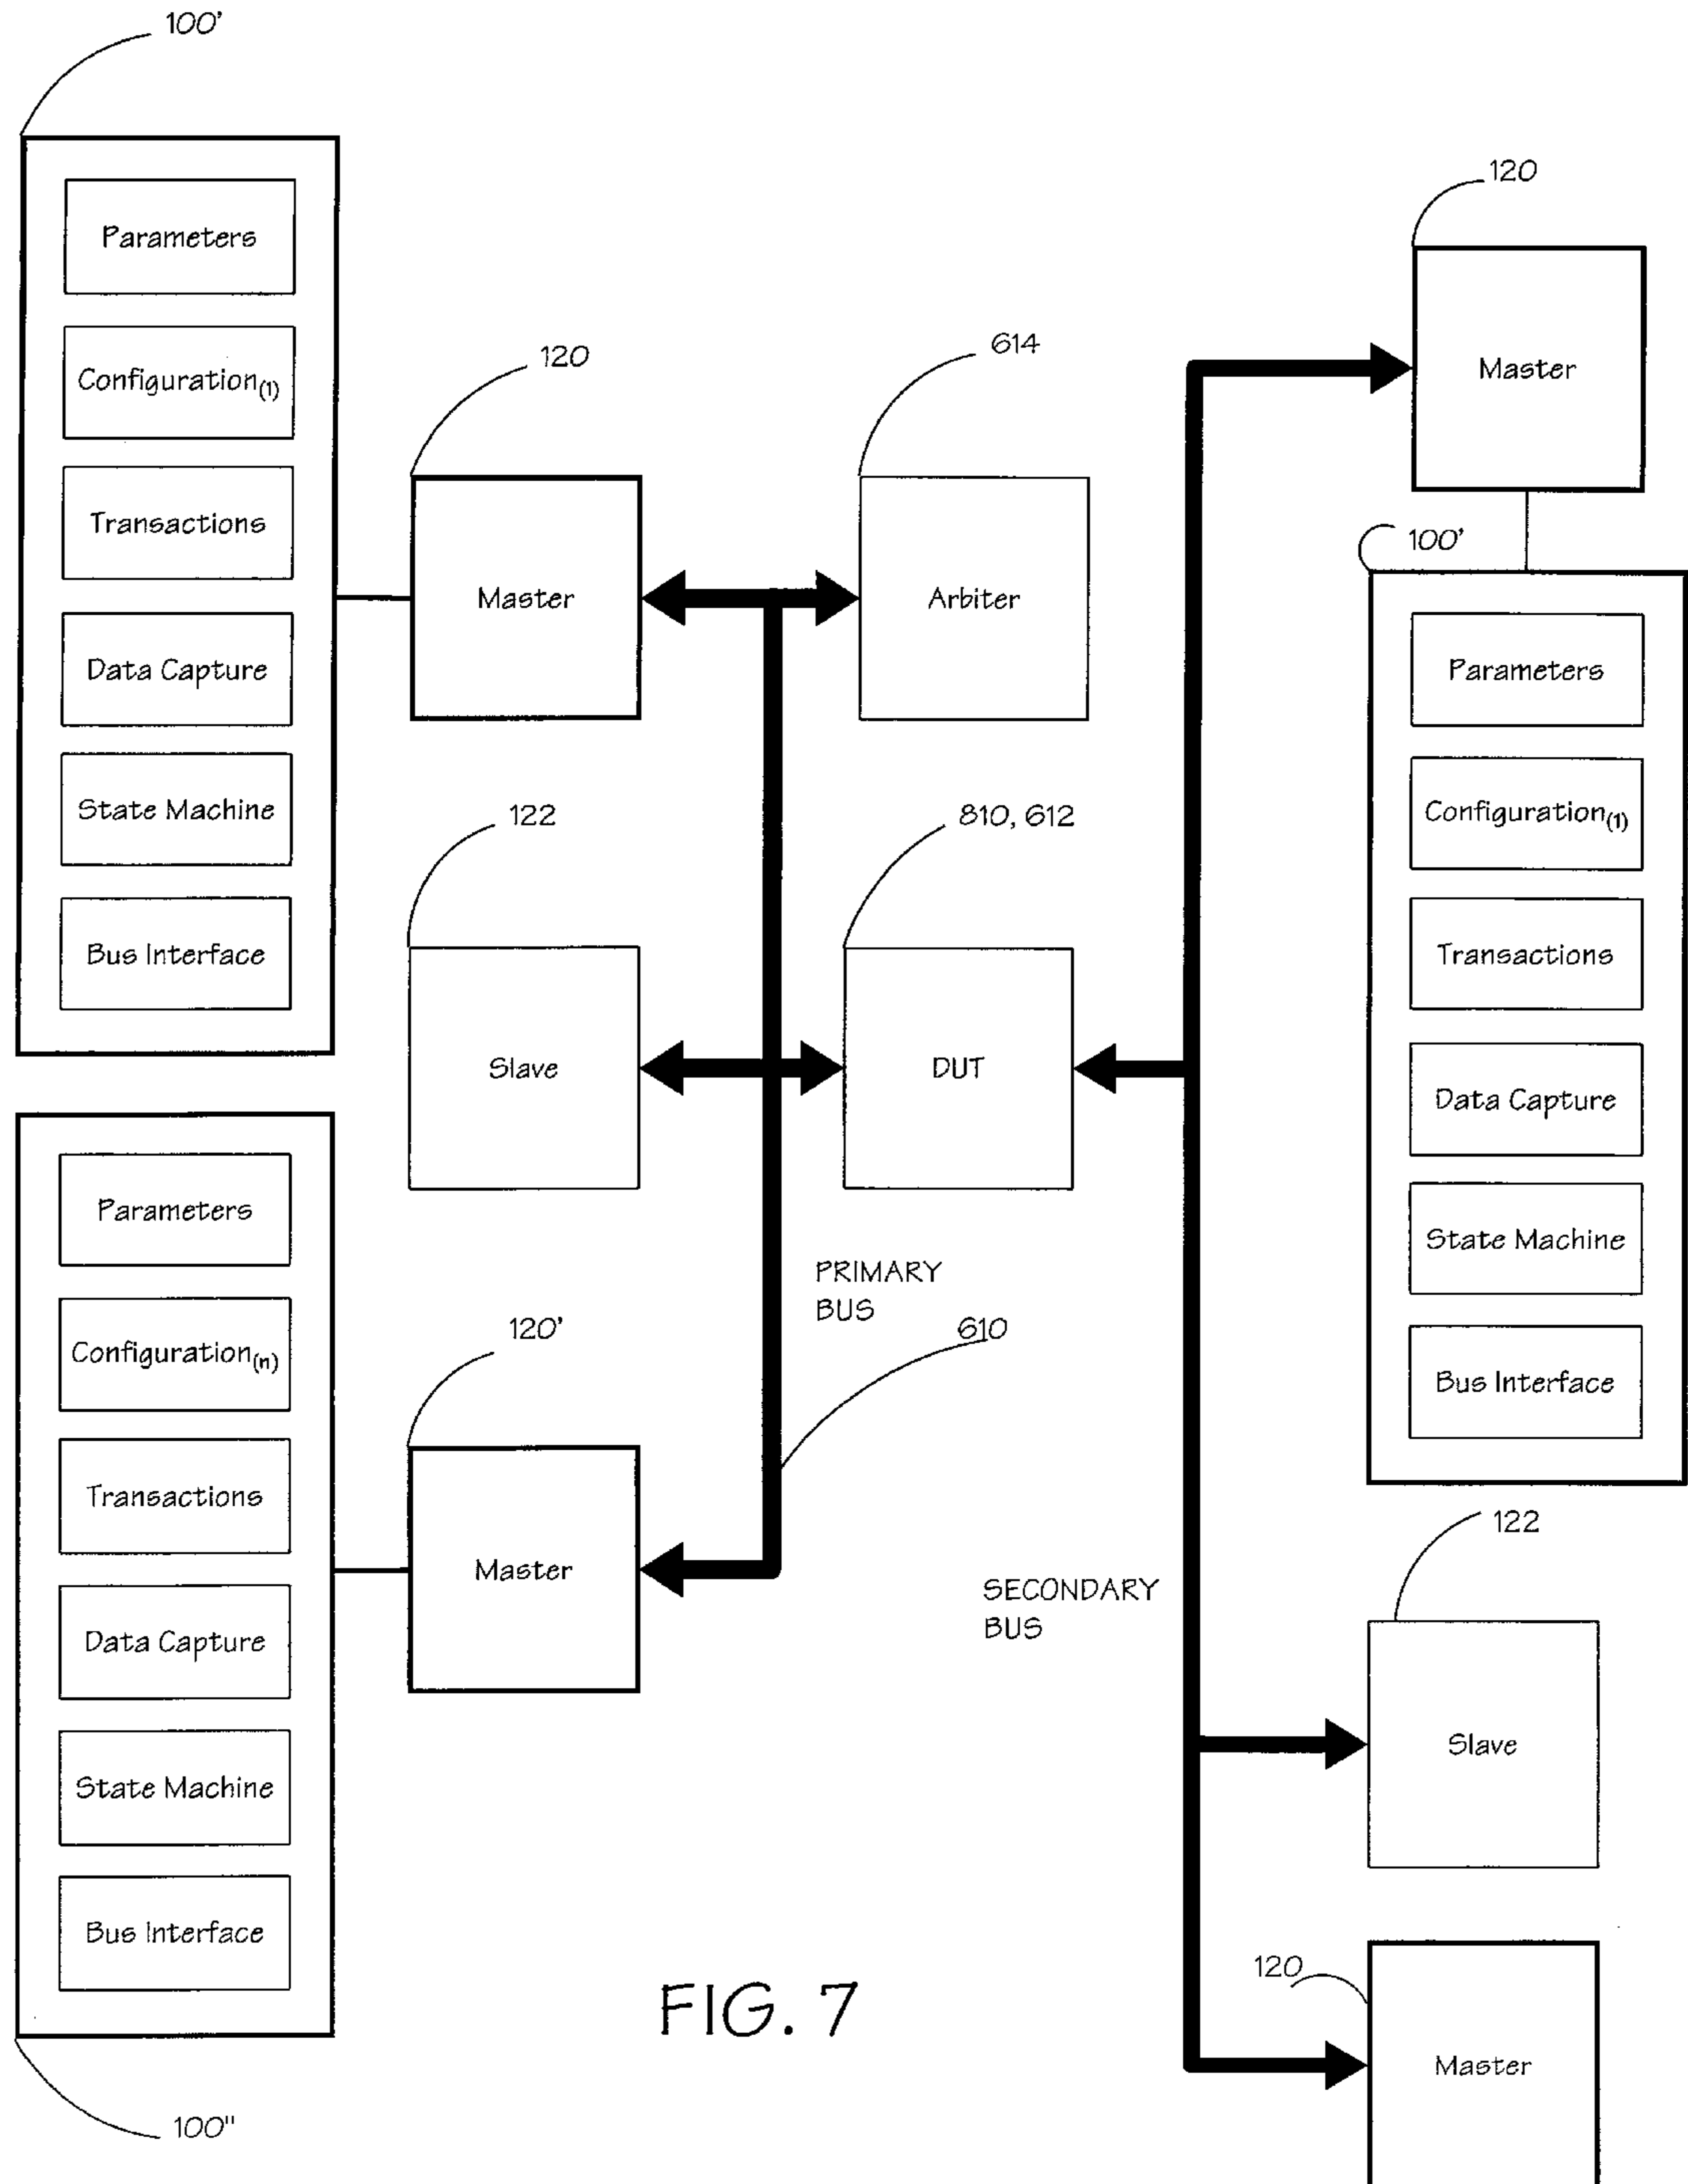 100'
Parameters
Configuration(1)
Transactions
Data Capture
State Machine
Bus Interface
120
Master
614
Arbiter
120
Master
100'
Parameters
Configuration(1)
Transactions
Data Capture
State Machine
Bus Interface
122
Slave
810, 612
DUT
PRIMARY
BUS
610
Parameters
Configuration(n)
Transactions
Data Capture
State Machine
Bus Interface
100"
120'
Master
SECONDARY
BUS
122
Slave
120
Master
FIG. 7